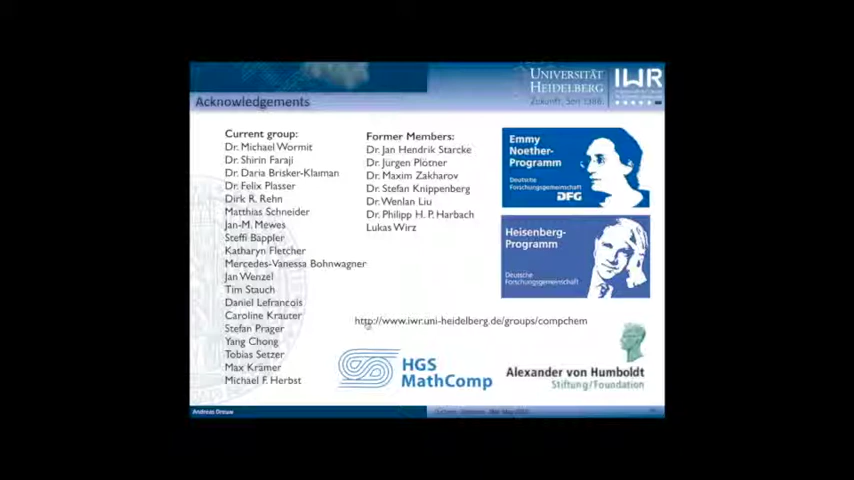 UNIVERSITÄT
HEIDELBERG
Zukunft. Seit 1386.
IWR
Acknowledgements
Current group:
Dr. Michael Wormit
Dr. Shirin Faraji
Dr. Daria Brisker-Klaiman
Dr. Felix Plasser
Dirk R. Rehn
Matthias Schneider
Jan-M. Mewes
Steffi Bappler
Katharyn Fletcher
Mercedes-Vanessa Bohnwagner
Jan Wenzel
Tim Stauch
Daniel Lefrancois
Caroline Krauter
Stefan Prager
Yang Chong
Tobias Setzer
Max Krämer
Michael F. Herbst
Former Members:
Dr. Jan Hendrik Starcke
Dr. Jürgen Plötner
Dr. Maxim Zakharov
Dr. Stefan Knippenberg
Dr. Wenlan Liu
Dr. Philipp H. P. Harbach
Lukas Wirz
Emmy
Noether-
Programm
Deutsche
Forschungsgemeinschaft
DFG
Heisenberg-
Programm
Deutsche
Forschungsgemeinschaft
http://www.iwr.uni-heidelberg.de/groups/compchem
HGS
MathComp
Alexander von Humboldt
Stiftung/Foundation
Andreas Dreuw